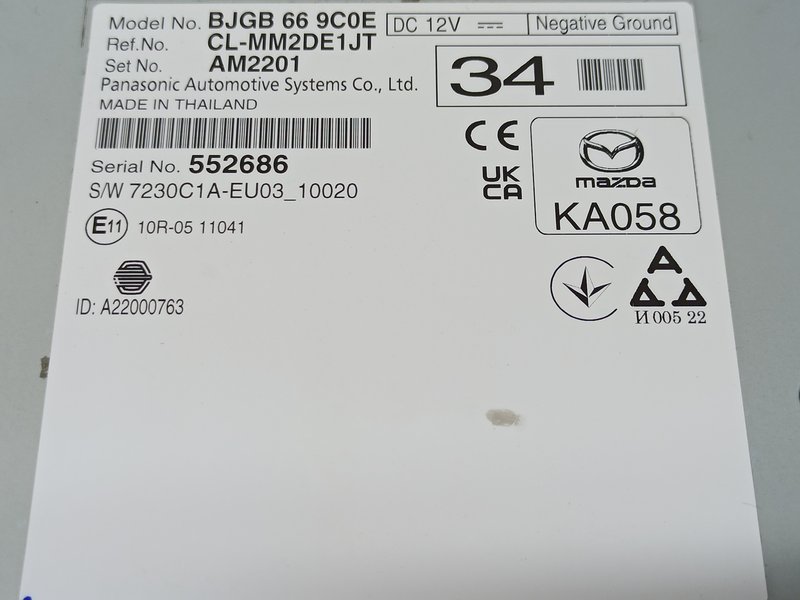 Model No. BJGB 66 9C0E DC 12V ⎓ Negative Ground
Ref.No. CL-MM2DE1JT
Set No. AM2201
34
Panasonic Automotive Systems Co., Ltd.
MADE IN THAILAND
CE
Serial No. 552686
UK
CA
mazda
S/W 7230C1A-EU03_10020
KA058
E11 10R-05 11041
ID: A22000763
И 005 22